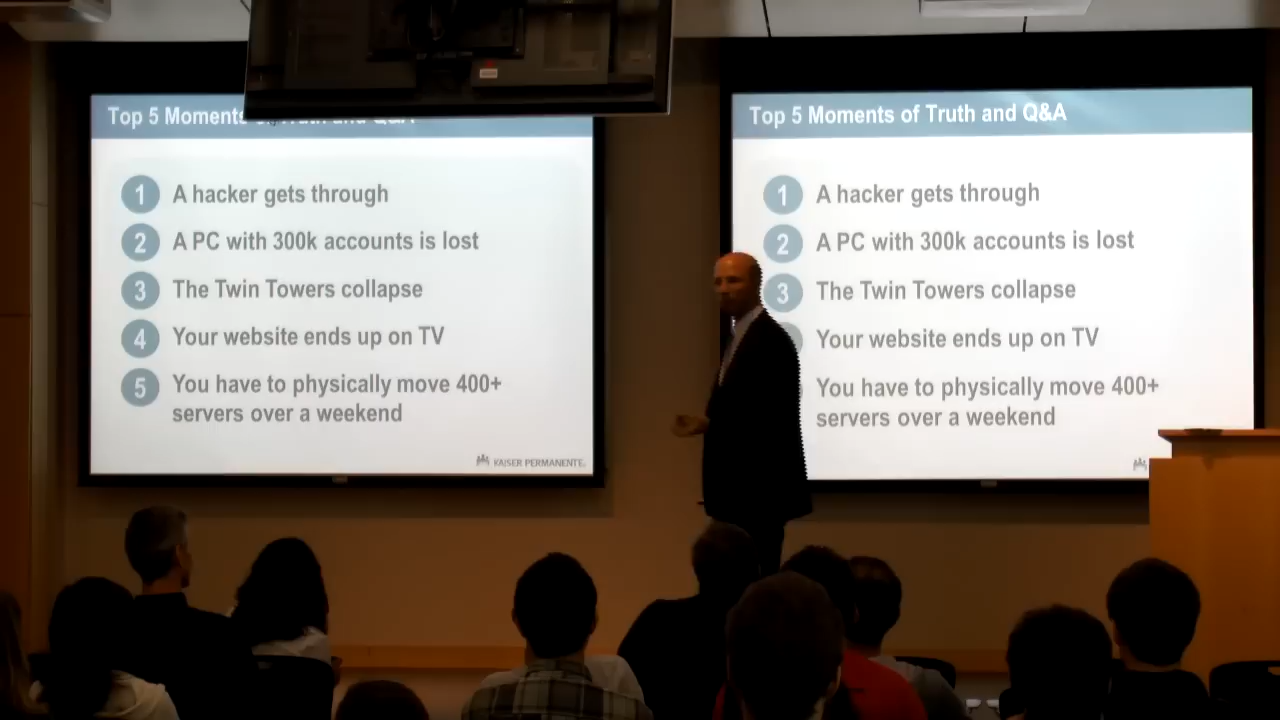 Top 5 Moments of Truth and Q&A
1 A hacker gets through
2 A PC with 300k accounts is lost
3 The Twin Towers collapse
4 Your website ends up on TV
5 You have to physically move 400+
servers over a weekend
KAISER PERMANENTE.
Top 5 Moments of Truth and Q&A
1 A hacker gets through
2 A PC with 300k accounts is lost
3 The Twin Towers collapse
Your website ends up on TV
You have to physically move 400+
servers over a weekend